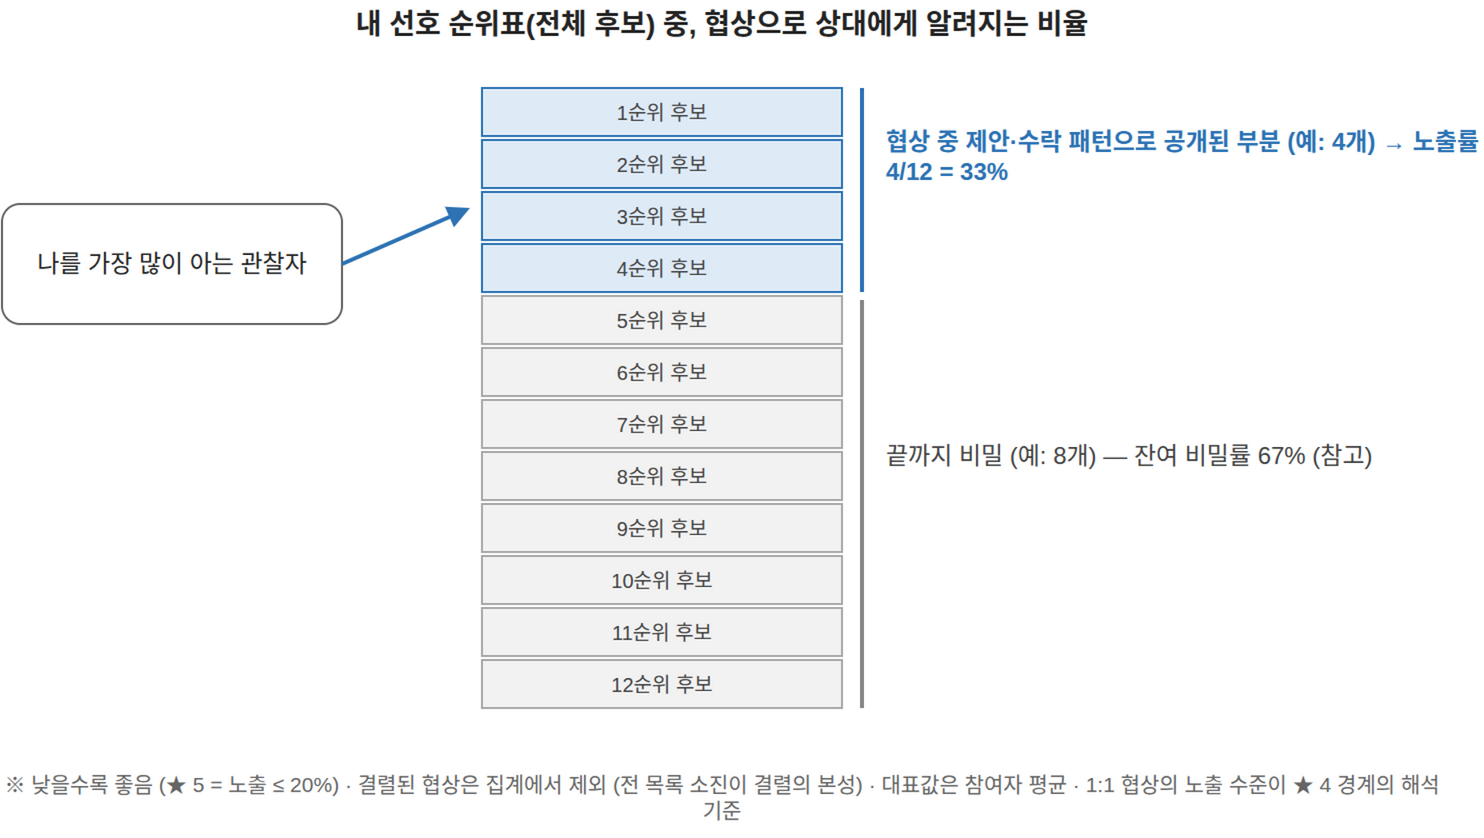 내 선호 순위표(전체 후보) 중, 협상으로 상대에게 알려지는 비율
1순위 후보
2순위 후보
3순위 후보
4순위 후보
5순위 후보
6순위 후보
7순위 후보
8순위 후보
9순위 후보
10순위 후보
11순위 후보
12순위 후보
나를 가장 많이 아는 관찰자
협상 중 제안·수락 패턴으로 공개된 부분 (예: 4개) → 노출률
4/12 = 33%
끝까지 비밀 (예: 8개) — 잔여 비밀률 67% (참고)
※ 낮을수록 좋음 (★ 5 = 노출 ≤ 20%) · 결렬된 협상은 집계에서 제외 (전 목록 소진이 결렬의 본성) · 대표값은 참여자 평균 · 1:1 협상의 노출 수준이 ★ 4 경계의 해석
기준